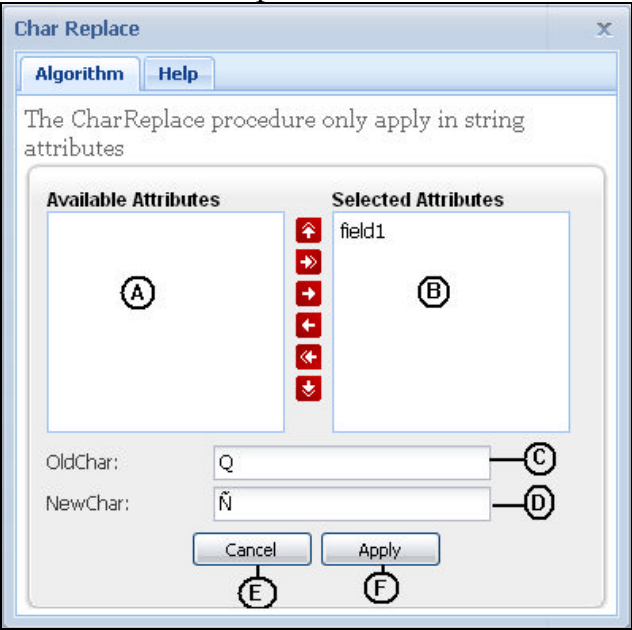 Char Replace x
Algorithm Help
The CharReplace procedure only apply in string
attributes
Available Attributes Selected Attributes
field1
A B
OldChar: Q C
NewChar: Ñ D
Cancel Apply
E F